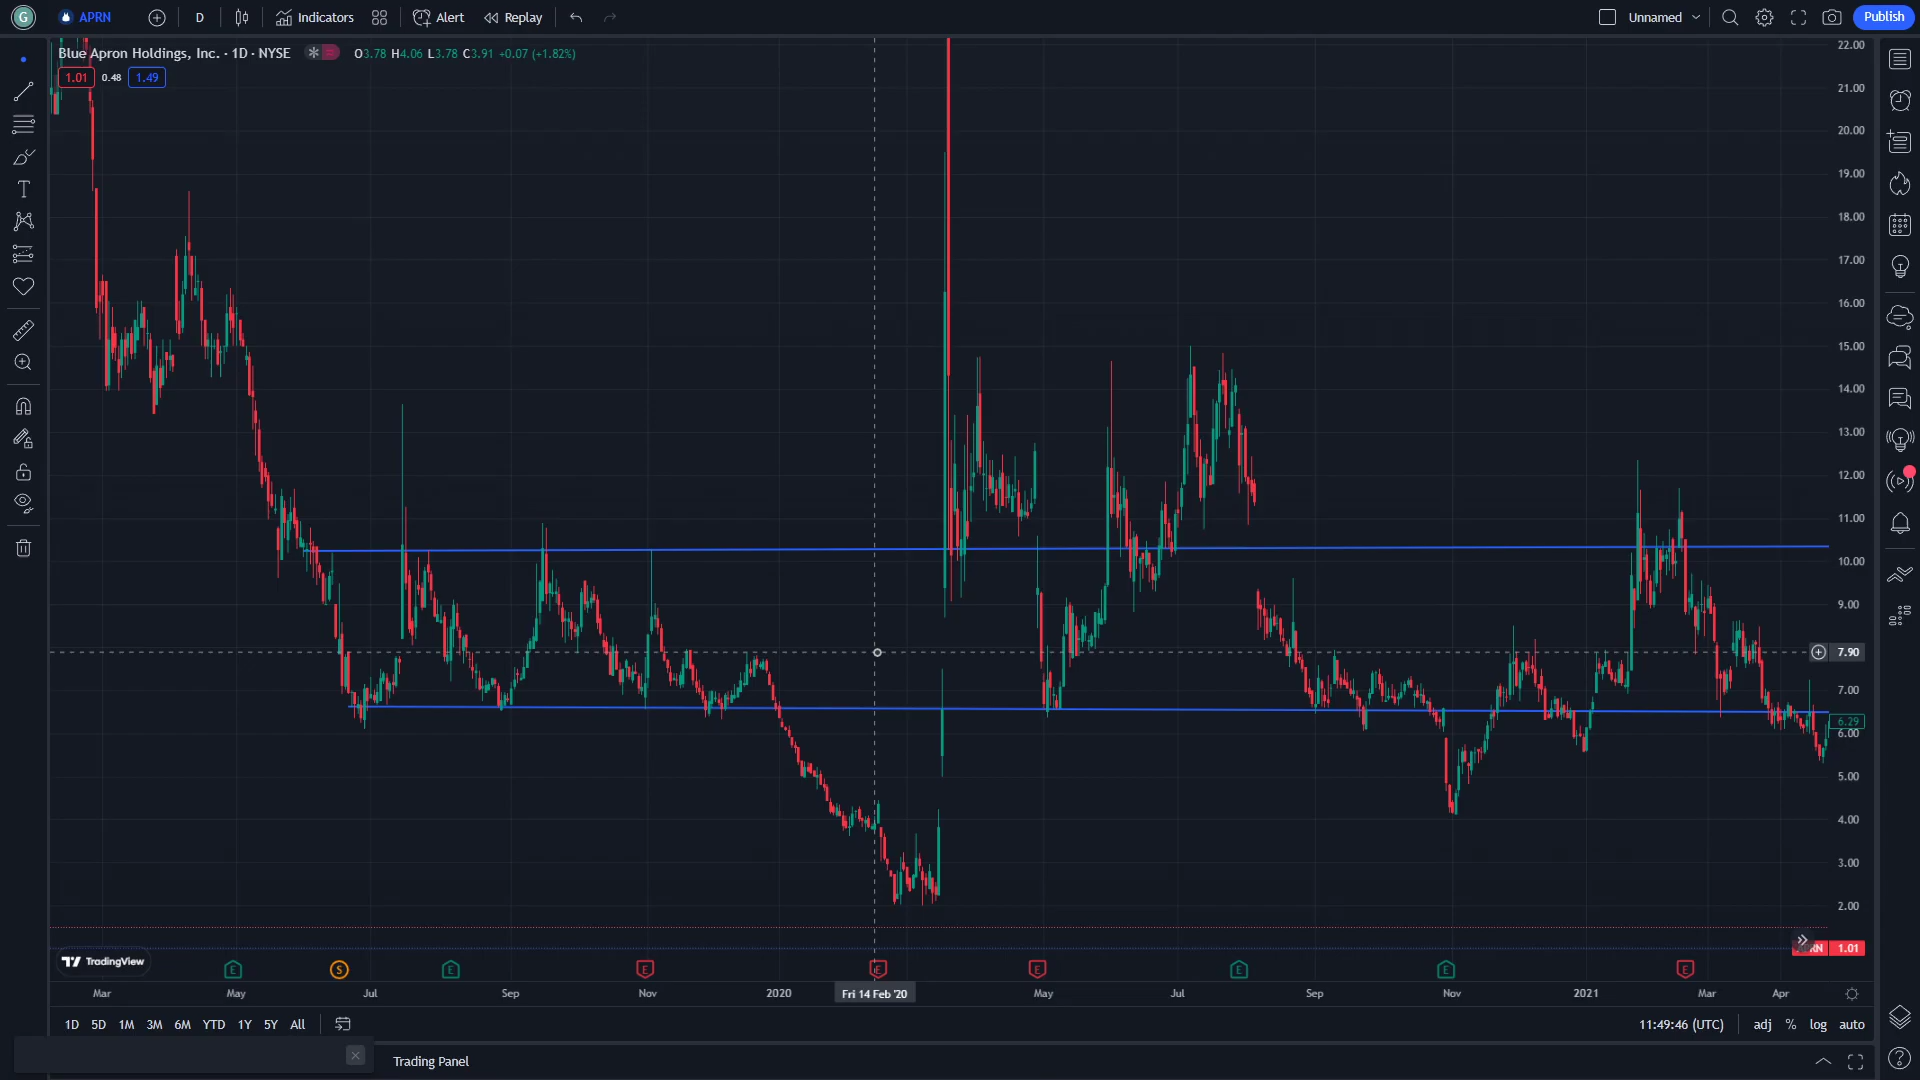 G APRN D Indicators Alert Replay Unnamed Publish
Blue Apron Holdings, Inc. · 1D · NYSE O3.78 H4.06 L3.78 C3.91 +0.07 (+1.82%)
1.01 0.48 1.49
22.00
21.00
20.00
19.00
18.00
17.00
16.00
15.00
14.00
13.00
12.00
11.00
10.00
9.00
7.90
7.00
6.29
6.00
5.00
4.00
3.00
2.00
1.01
TradingView
E S E E E E E E E
Mar May Jul Sep Nov 2020 Fri 14 Feb '20 May Jul Sep Nov 2021 Mar Apr
1D 5D 1M 3M 6M YTD 1Y 5Y All 11:49:46 (UTC) adj % log auto
Trading Panel